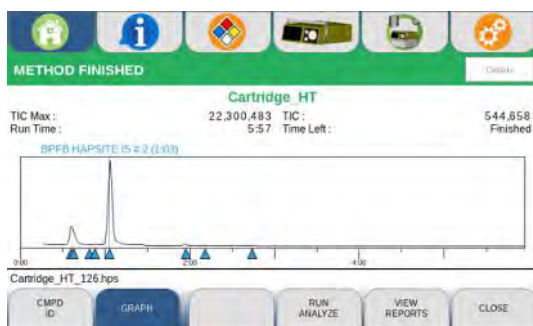 METHOD FINISHED
Details
Cartridge_HT
TIC Max : 22,300,483 TIC : 544,658
Run Time : 5:57 Time Left : Finished
BPFB HAPSITE IS # 2 (1:03)
0:00 2:00 4:00
Cartridge_HT_126.hps
CMPD ID
GRAPH
RUN ANALYZE
VIEW REPORTS
CLOSE